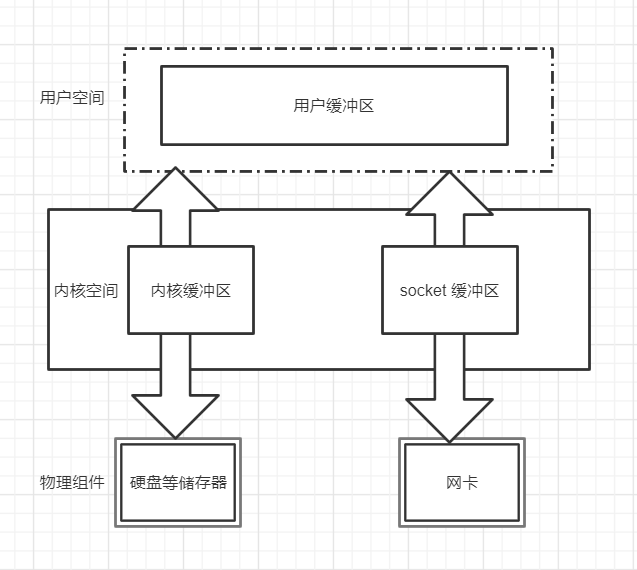 用户空间
用户缓冲区
内核空间
内核缓冲区
socket 缓冲区
物理组件
硬盘等储存器
网卡